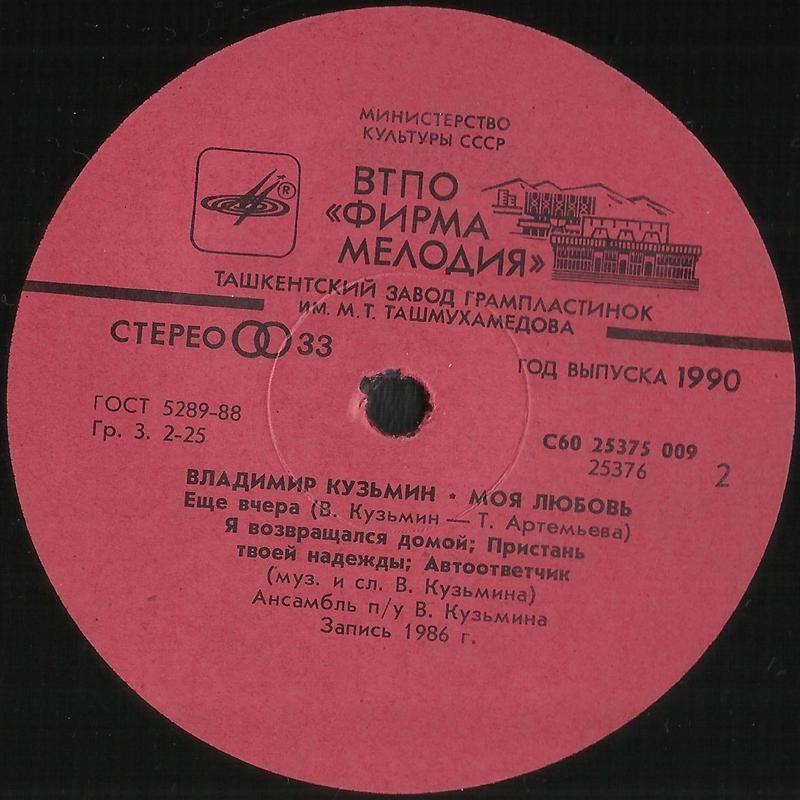 МИНИСТЕРСТВО
КУЛЬТУРЫ СССР
®
ВТПО
«ФИРМА
МЕЛОДИЯ»
ТАШКЕНТСКИЙ ЗАВОД ГРАМПЛАСТИНОК
ИМ. М. Т. ТАШМУХАМЕДОВА
СТЕРЕО 33
ГОД ВЫПУСКА 1990
ГОСТ 5289-88
Гр. 3. 2-25
С60 25375 009
25376 2
ВЛАДИМИР КУЗЬМИН • МОЯ ЛЮБОВЬ
Еще вчера (В. Кузьмин — Т. Артемьева)
Я возвращался домой; Пристань
твоей надежды; Автоответчик
(муз. и сл. В. Кузьмина)
Ансамбль п/у В. Кузьмина
Запись 1986 г.